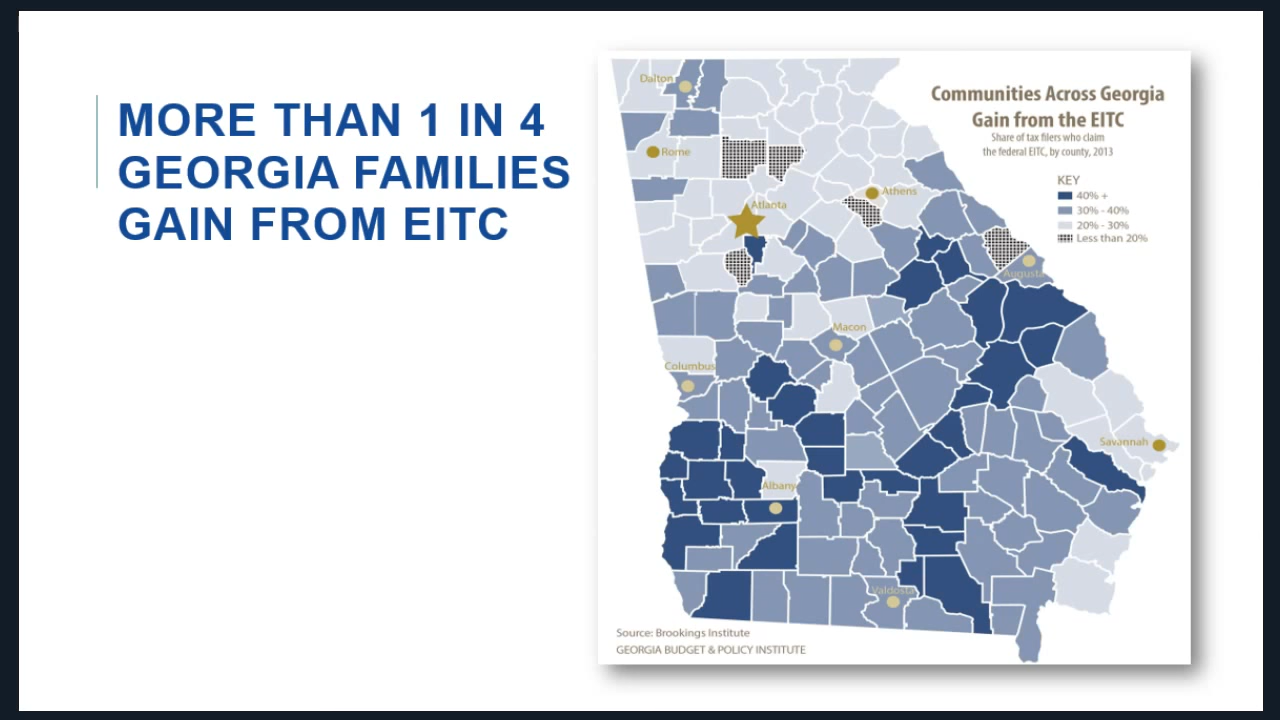 MORE THAN 1 IN 4
GEORGIA FAMILIES
GAIN FROM EITC
Communities Across Georgia
Gain from the EITC
Share of tax filers who claim
the federal EITC, by county, 2013
KEY
40% +
30% - 40%
20% - 30%
Less than 20%
Dalton
Rome
Athens
Atlanta
Augusta
Macon
Columbus
Savannah
Albany
Valdosta
Source: Brookings Institute
GEORGIA BUDGET & POLICY INSTITUTE